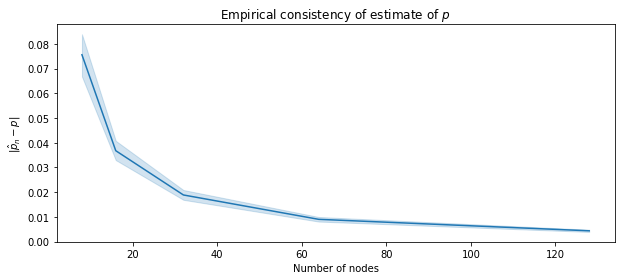 Empirical consistency of estimate of p
|p̂ₙ − p|
0.08
0.07
0.06
0.05
0.04
0.03
0.02
0.01
0.00
20 40 60 80 100 120
Number of nodes